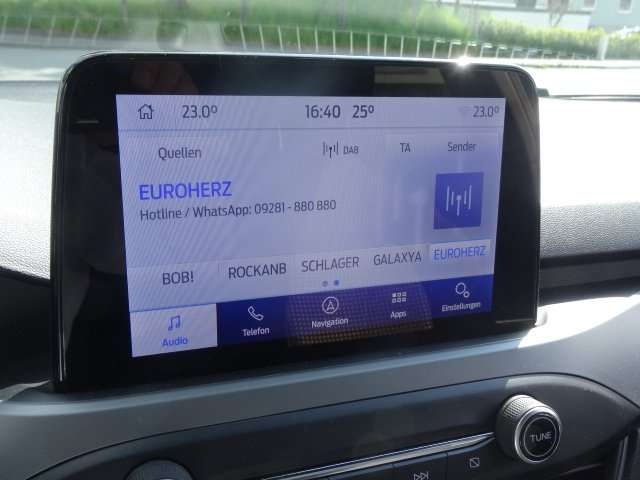 23.0° 16:40 25° 23.0°
Quellen DAB TA Sender
EUROHERZ
Hotline / WhatsApp: 09281 - 880 880
BOB! ROCKANB SCHLAGER GALAXYA EUROHERZ
Audio Telefon Navigation Apps Einstellungen
TUNE